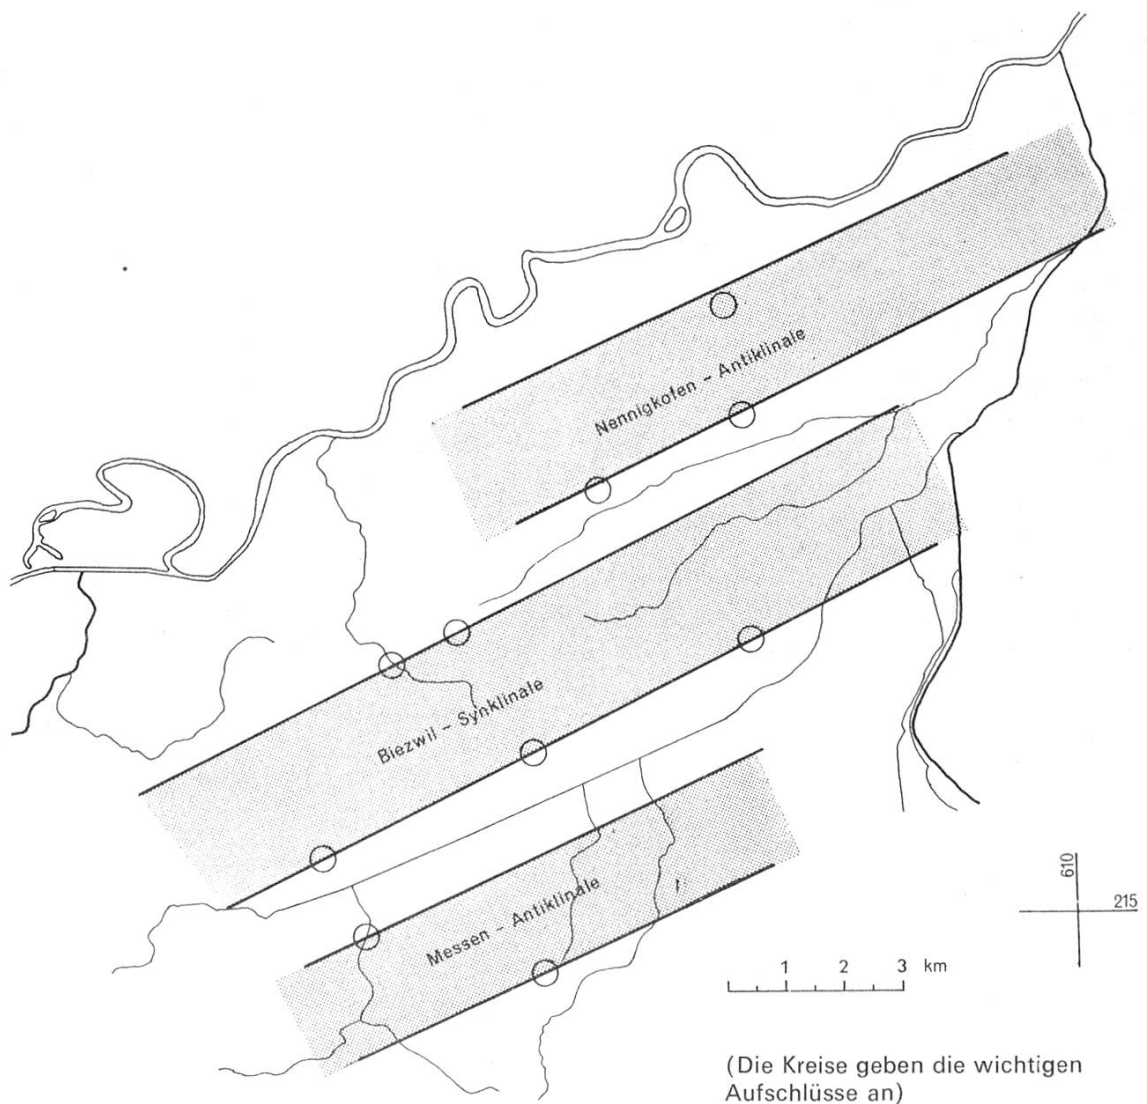 Nennigkofen - Antiklinale
Biezwil - Synklinale
Messen - Antiklinale
610
215
1 2 3 km
(Die Kreise geben die wichtigen
Aufschlüsse an)